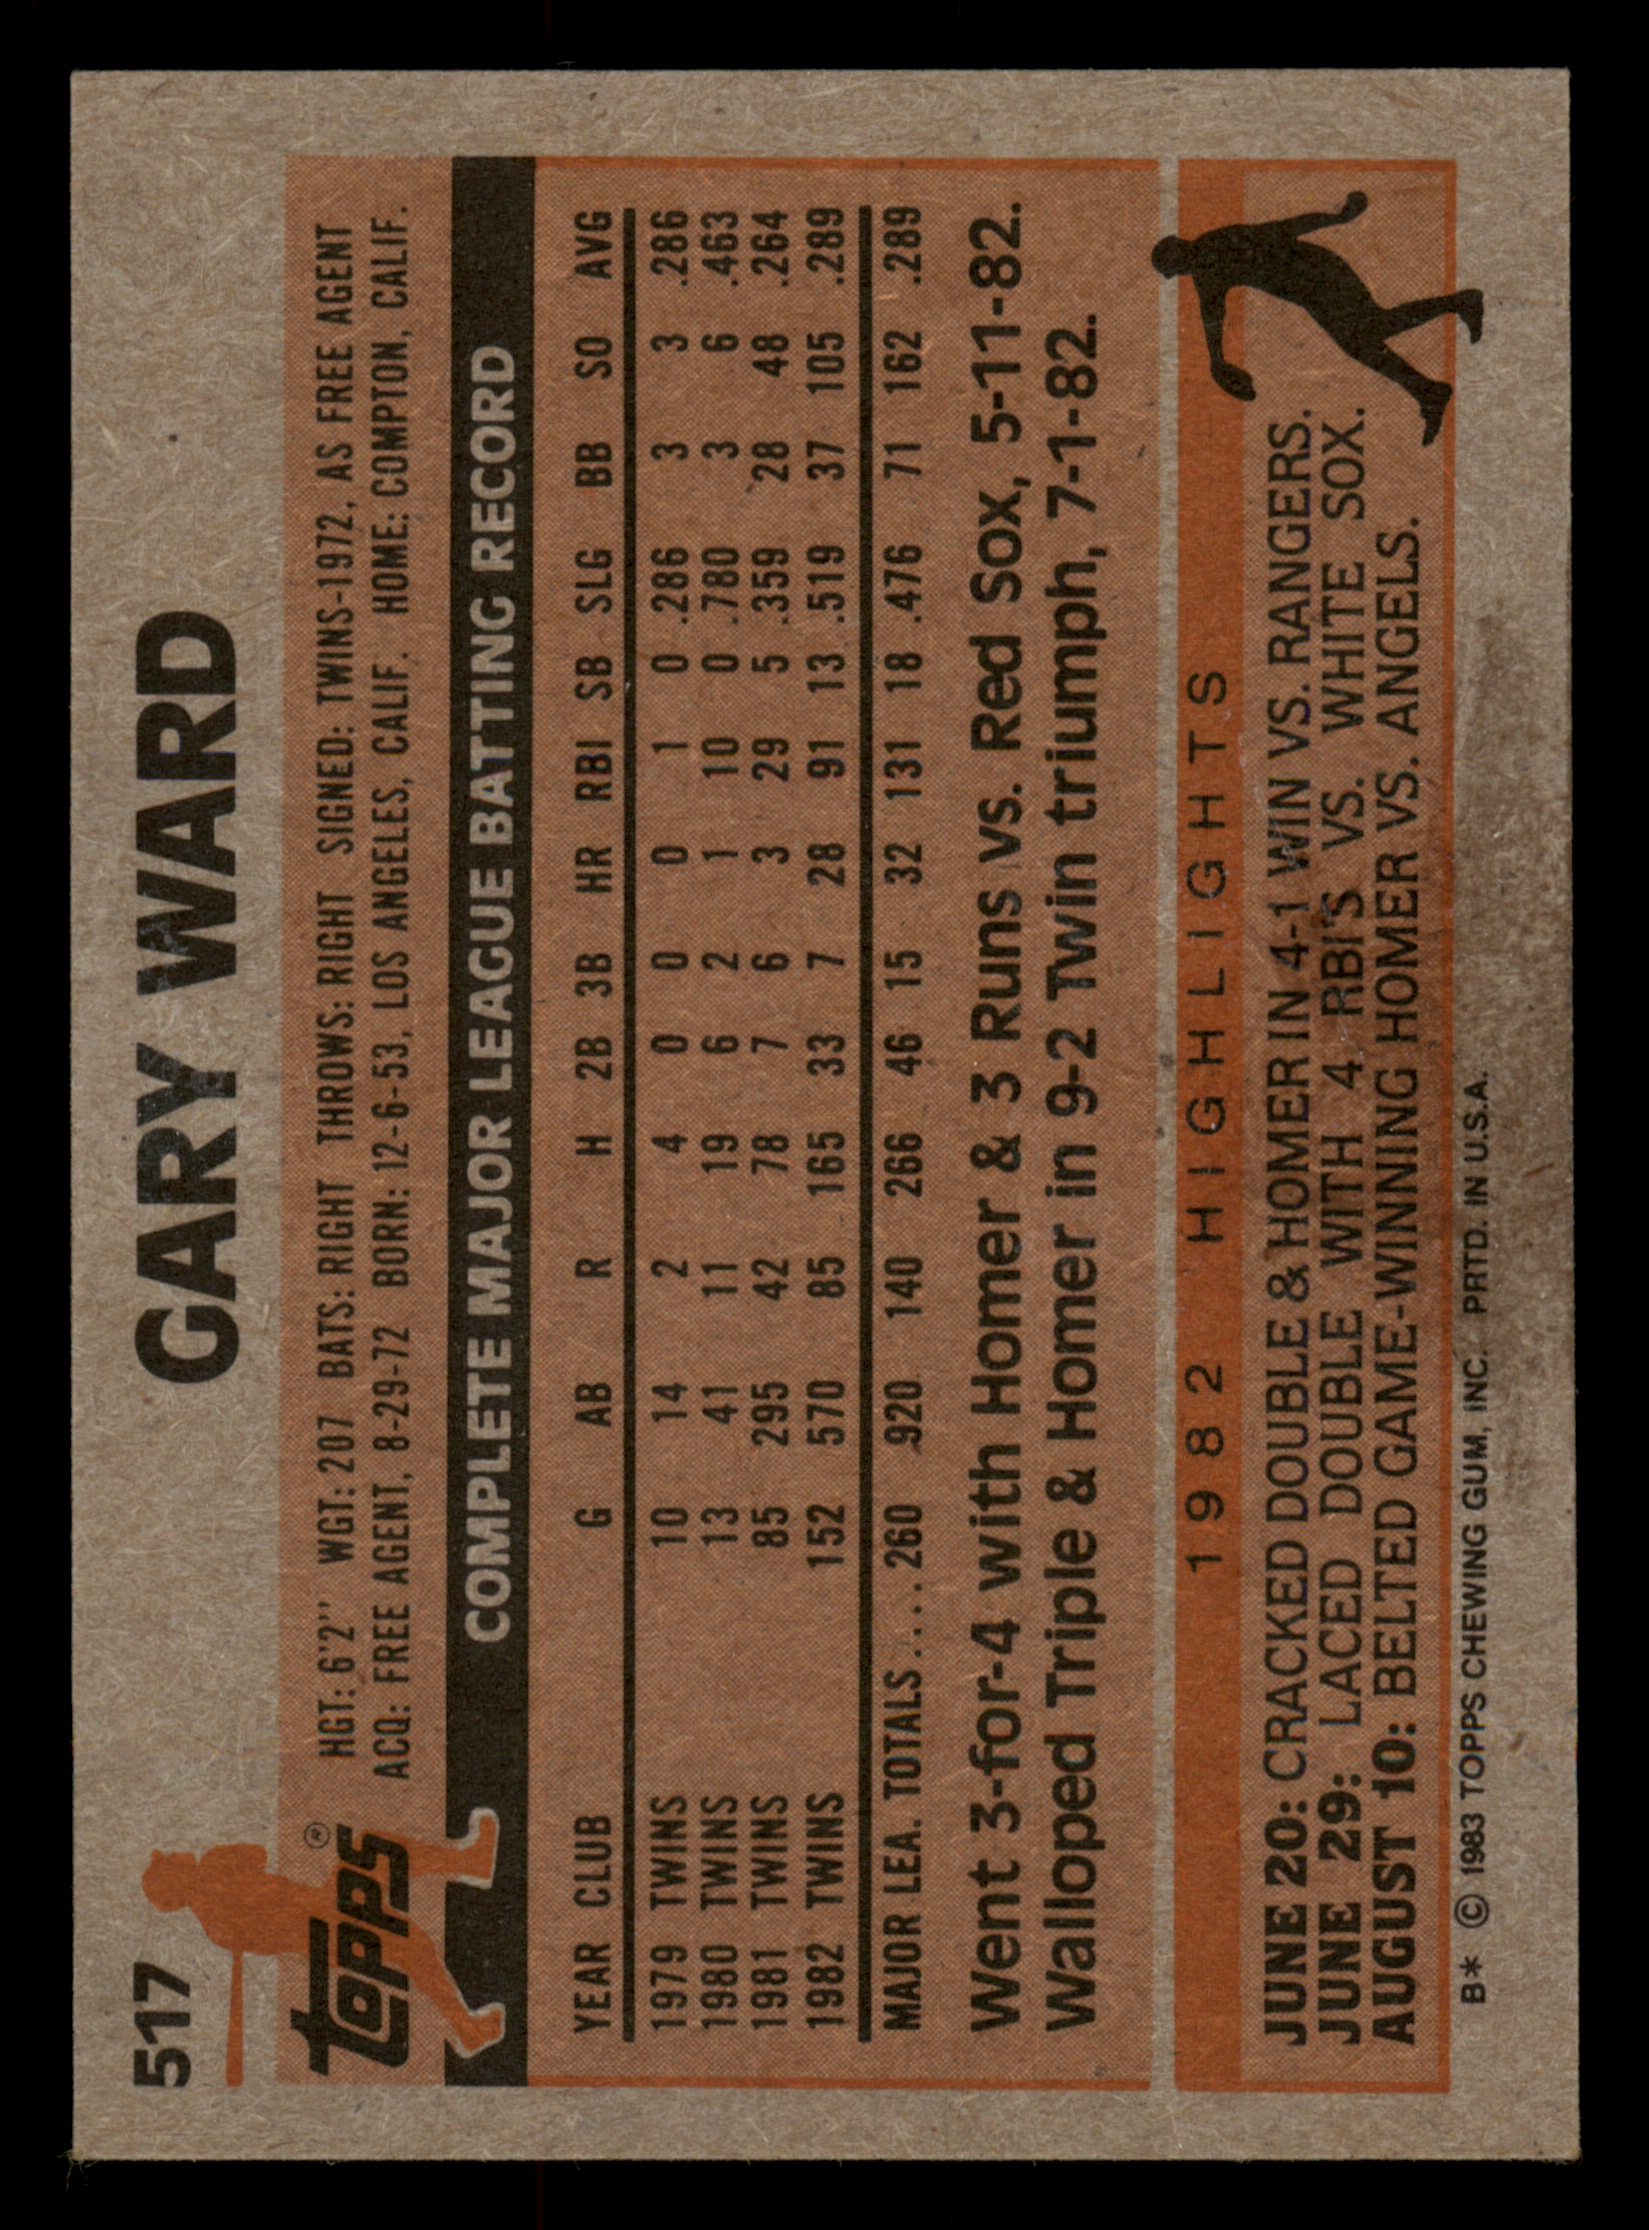 517 GARY WARD
Topps®
HGT: 6'2" WGT: 207 BATS: RIGHT THROWS: RIGHT SIGNED: TWINS-1972, AS FREE AGENT
ACQ: FREE AGENT, 8-29-72 BORN: 12-6-53, LOS ANGELES, CALIF. HOME: COMPTON, CALIF.
COMPLETE MAJOR LEAGUE BATTING RECORD
YEAR CLUB G AB R H 2B 3B HR RBI SB SLG BB SO AVG
1979 TWINS 10 14 2 4 0 0 0 1 0 .286 3 3 .286
1980 TWINS 13 41 11 19 6 2 1 10 0 .780 3 6 .463
1981 TWINS 85 295 42 78 7 6 3 29 5 .359 28 48 .264
1982 TWINS 152 570 85 165 33 7 28 91 13 .519 37 105 .289
MAJOR LEA. TOTALS....260 920 140 266 46 15 32 131 18 .476 71 162 .289
Went 3-for-4 with Homer & 3 Runs vs. Red Sox, 5-11-82.
Walloped Triple & Homer in 9-2 Twin triumph, 7-1-82.
1982 HIGHLIGHTS
JUNE 20: CRACKED DOUBLE & HOMER IN 4-1 WIN VS. RANGERS.
JUNE 29: LACED DOUBLE WITH 4 RBI'S VS. WHITE SOX.
AUGUST 10: BELTED GAME-WINNING HOMER VS. ANGELS.
B* © 1983 TOPPS CHEWING GUM, INC. PRTD. IN U.S.A.